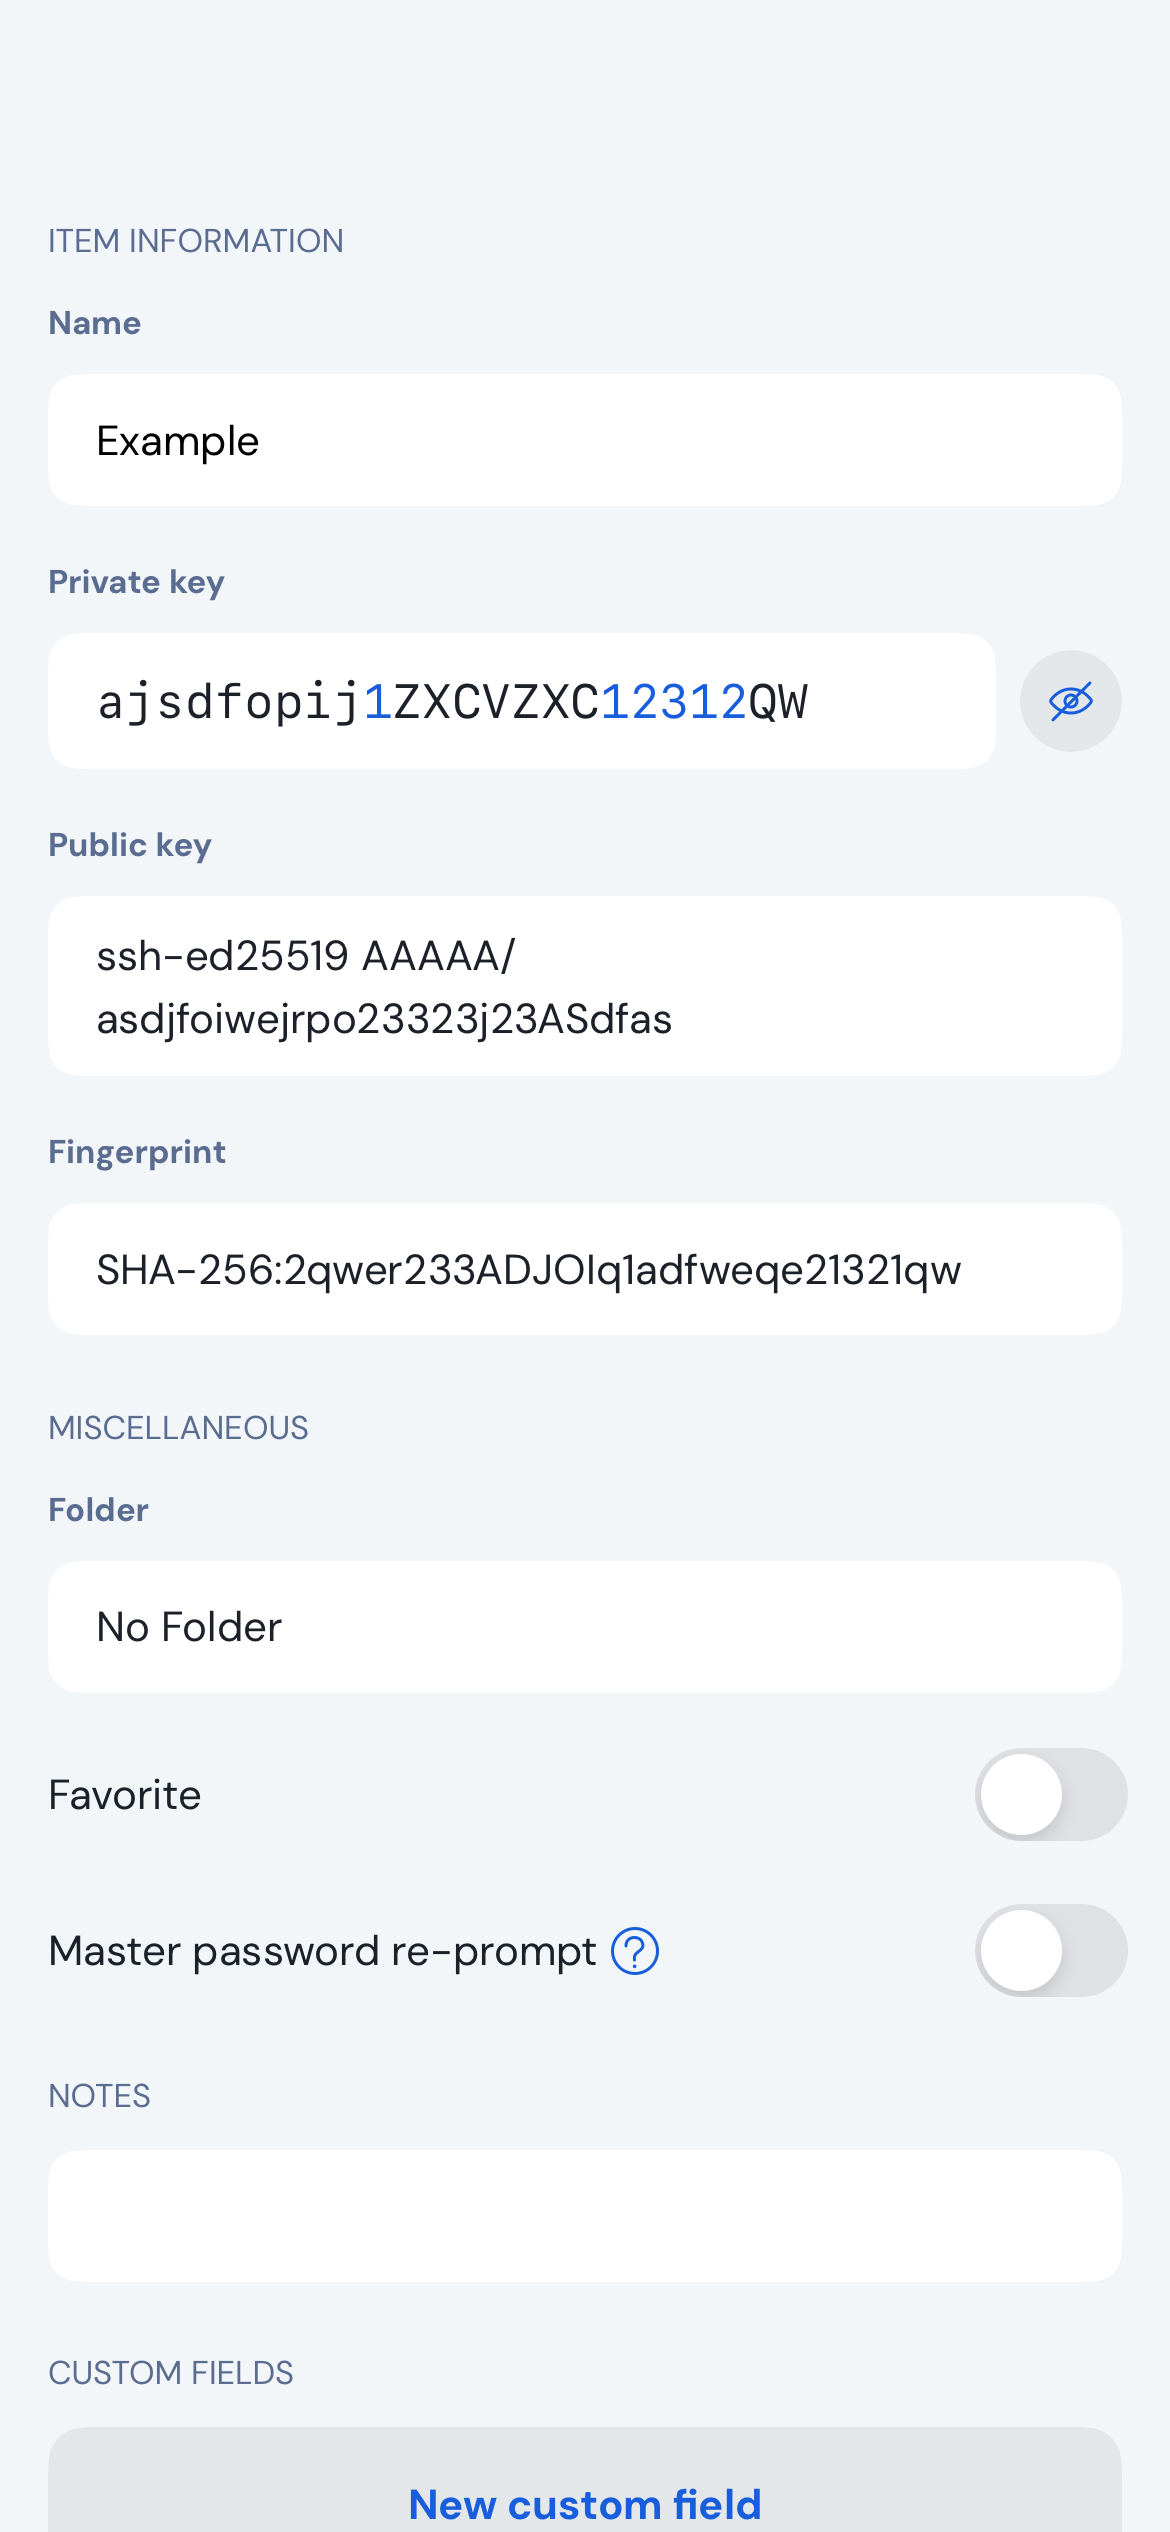 ITEM INFORMATION
Name
Example
Private key
ajsdfopij1ZXCVZXC12312QW
Public key
ssh-ed25519 AAAAA/
asdjfoiwejrpo23323j23ASdfas
Fingerprint
SHA-256:2qwer233ADJOIq1adfweqe21321qw
MISCELLANEOUS
Folder
No Folder
Favorite
Master password re-prompt ?
NOTES
CUSTOM FIELDS
New custom field